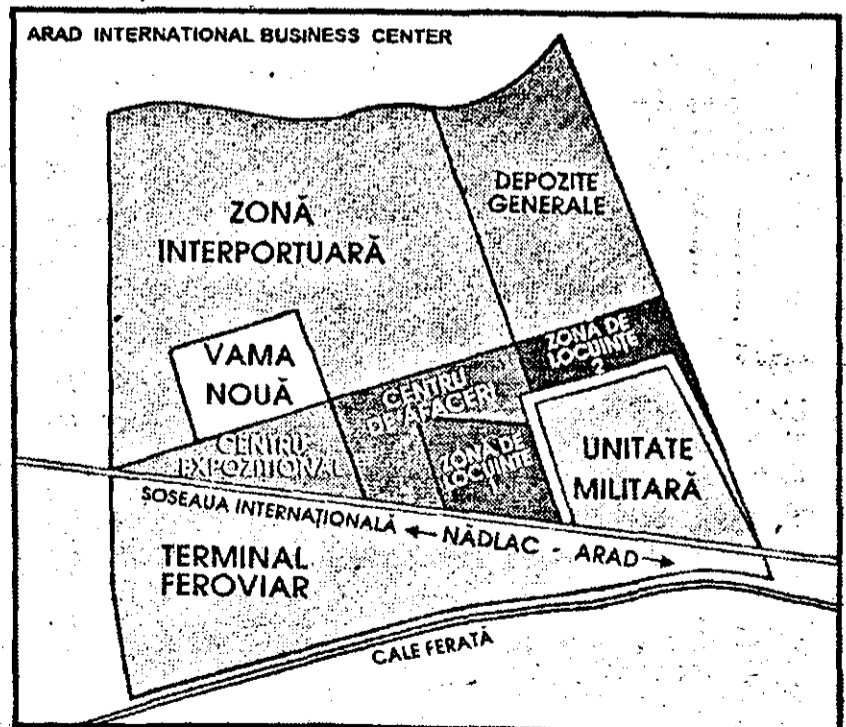 ARAD INTERNATIONAL BUSINESS CENTER
DEPOZITE
GENERALE
ZONĂ
INTERPORTUARĂ
VAMA
NOUĂ
ZONA DE
LOCUINȚE
2
CENTRU
DE AFACERI
CENTRU
EXPOZIȚIONAL
ZONA DE
LOCUINȚE
1
UNITATE
MILITARĂ
ȘOSEAUA INTERNAȚIONALĂ ← NĂDLAC - ARAD →
TERMINAL
FEROVIAR
CALE FERATĂ